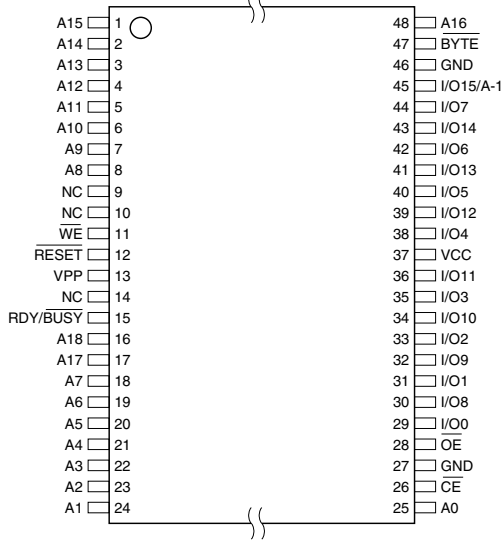 A15 1 48 A16
A14 2 47 BYTE
A13 3 46 GND
A12 4 45 I/O15/A-1
A11 5 44 I/O7
A10 6 43 I/O14
A9 7 42 I/O6
A8 8 41 I/O13
NC 9 40 I/O5
NC 10 39 I/O12
WE 11 38 I/O4
RESET 12 37 VCC
VPP 13 36 I/O11
NC 14 35 I/O3
RDY/BUSY 15 34 I/O10
A18 16 33 I/O2
A17 17 32 I/O9
A7 18 31 I/O1
A6 19 30 I/O8
A5 20 29 I/O0
A4 21 28 OE
A3 22 27 GND
A2 23 26 CE
A1 24 25 A0